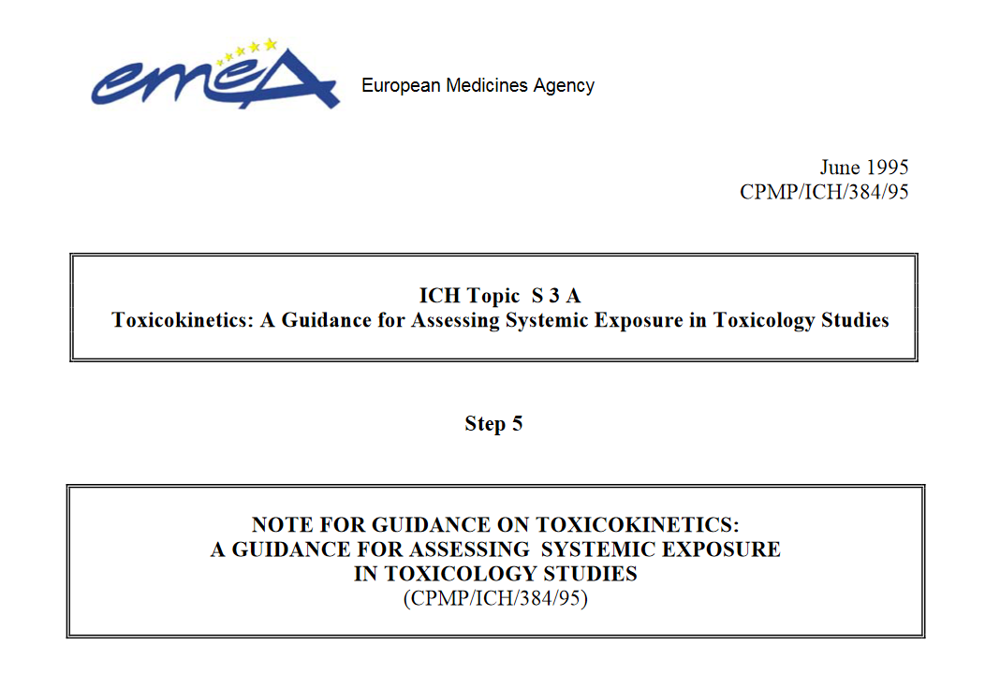 emea
European Medicines Agency
June 1995
CPMP/ICH/384/95
ICH Topic S 3 A
Toxicokinetics: A Guidance for Assessing Systemic Exposure in Toxicology Studies
Step 5
NOTE FOR GUIDANCE ON TOXICOKINETICS:
A GUIDANCE FOR ASSESSING SYSTEMIC EXPOSURE
IN TOXICOLOGY STUDIES
(CPMP/ICH/384/95)